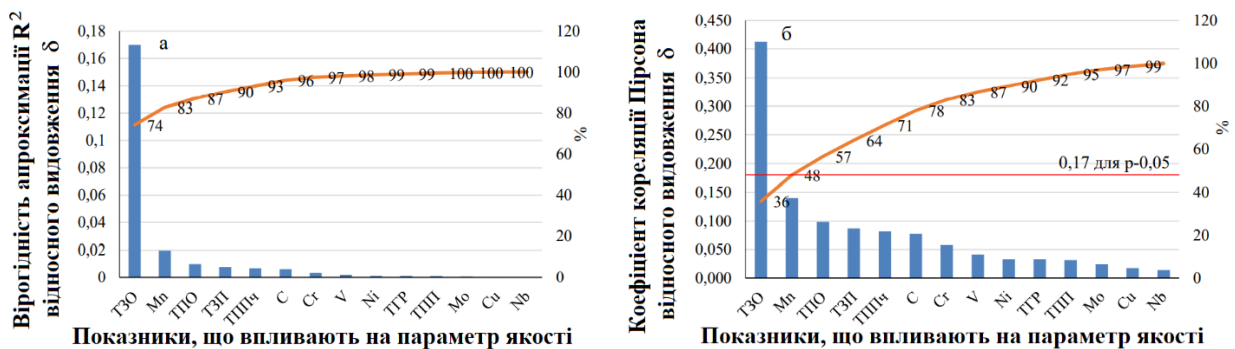 Вірогідність апроксимації R²
відносного видовження δ
а
0,18
0,16
0,14
0,12
0,1
0,08
0,06
0,04
0,02
0
74
83
87
90
93
96
97
98
99
99
100
100
100
120
100
80
60
40
20
0
%
ТЗО
Mn
ТПО
ТЗП
ТППч
С
Cr
V
Ni
ТГР
ТПП
Mo
Cu
Nb
Показники, що впливають на параметр якості
Коефіцієнт кореляції Пірсона
відносного видовження δ
б
0,450
0,400
0,350
0,300
0,250
0,200
0,150
0,100
0,050
0,000
36
48
57
64
71
78
83
87
90
92
95
97
99
0,17 для р-0,05
120
100
80
60
40
20
0
%
ТЗО
Mn
ТПО
ТЗП
ТППч
С
Cr
V
Ni
ТГР
ТПП
Mo
Cu
Nb
Показники, що впливають на параметр якості